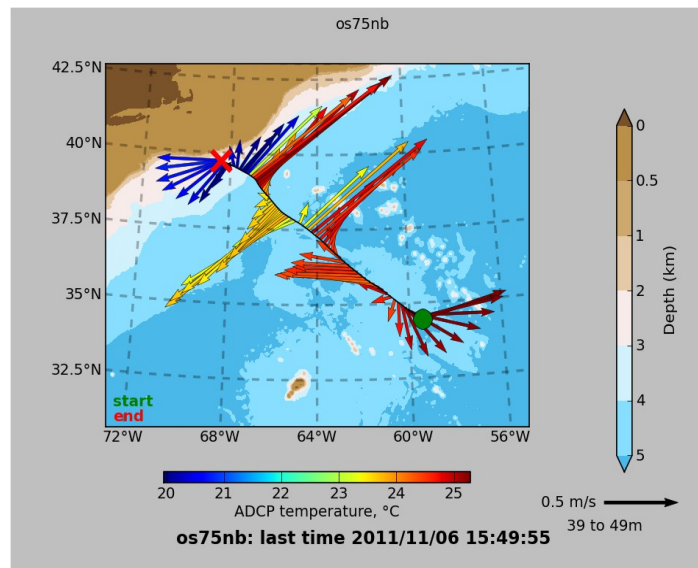 os75nb
42.5°N
40°N
37.5°N
35°N
32.5°N
start
end
72°W 68°W 64°W 60°W 56°W
0
0.5
1
2
3
4
5
Depth (km)
20 21 22 23 24 25
ADCP temperature, °C
0.5 m/s
39 to 49m
os75nb: last time 2011/11/06 15:49:55